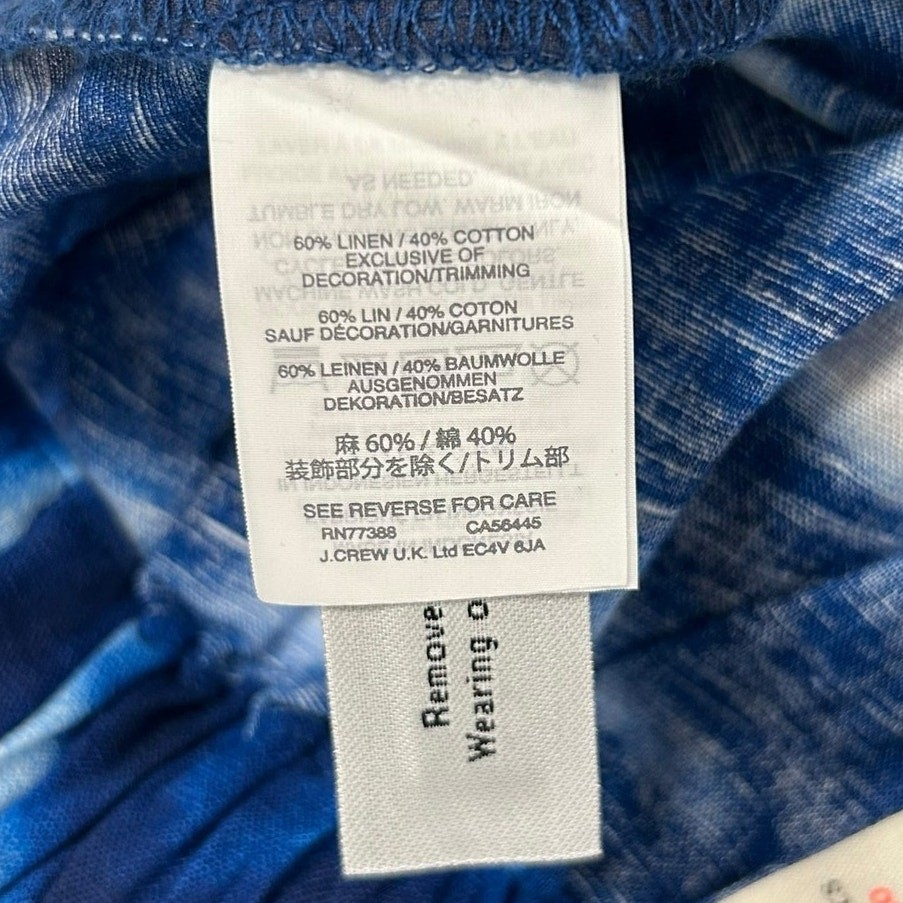 60% LINEN / 40% COTTON
EXCLUSIVE OF
DECORATION/TRIMMING
60% LIN / 40% COTON
SAUF DÉCORATION/GARNITURES
60% LEINEN / 40% BAUMWOLLE
AUSGENOMMEN
DEKORATION/BESATZ
麻 60% / 綿 40%
装飾部分を除く/トリム部
SEE REVERSE FOR CARE
RN77388 CA56445
J.CREW U.K. Ltd EC4V 6JA
Remove
Wearing